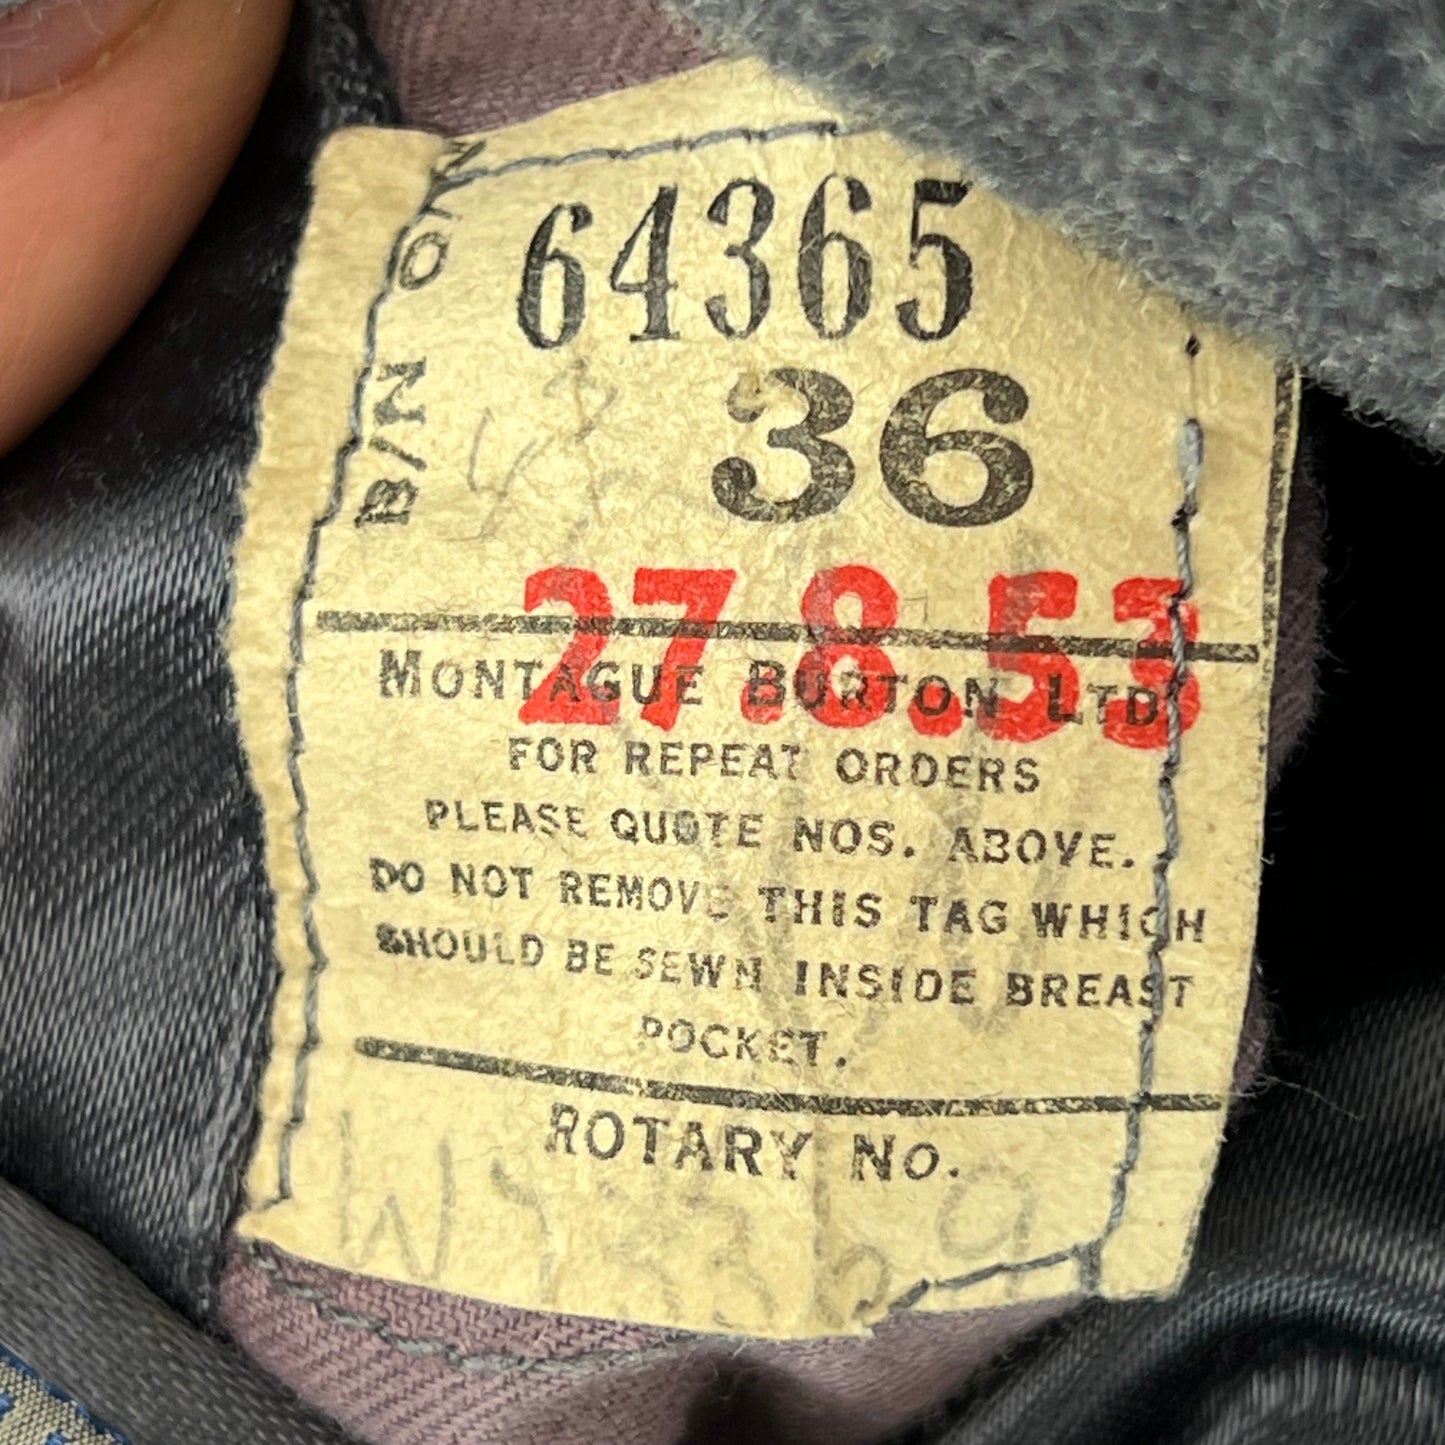 B/N O/N
64365
36
27.8.53
MONTAGUE BURTON LTD
FOR REPEAT ORDERS
PLEASE QUOTE NOS. ABOVE.
DO NOT REMOVE THIS TAG WHICH
SHOULD BE SEWN INSIDE BREAST
POCKET.
ROTARY NO.